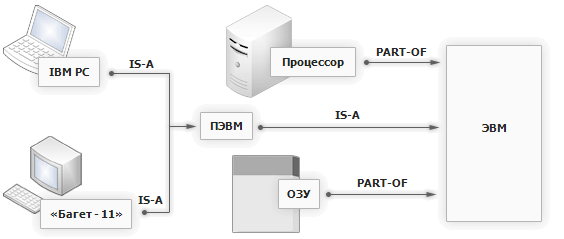 IBM PC
IS-A
Процессор
PART-OF
ПЭВМ
IS-A
ЭВМ
«Багет - 11»
IS-A
ОЗУ
PART-OF